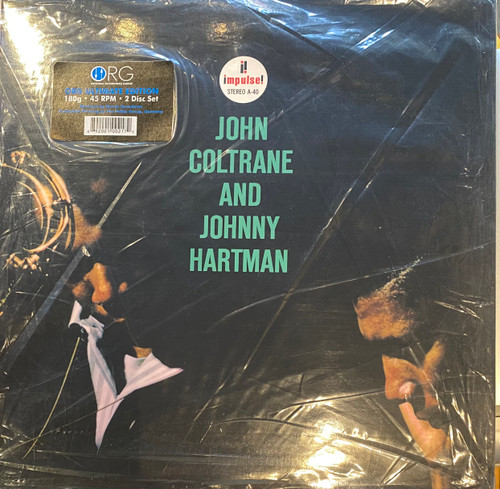 ORG
180g • 45 RPM • 2 Disc Set
i!
impulse!
STEREO A-40
JOHN
COLTRANE
AND
JOHNNY
HARTMAN